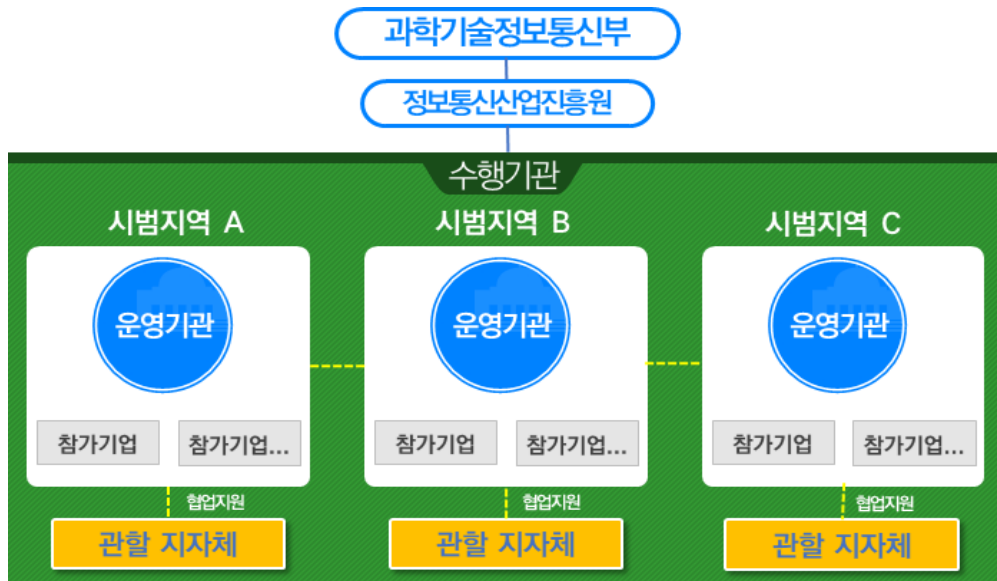 과학기술정보통신부
정보통신산업진흥원
수행기관
시범지역 A
시범지역 B
시범지역 C
운영기관
운영기관
운영기관
참가기업
참가기업...
참가기업
참가기업...
참가기업
참가기업...
협업지원
협업지원
협업지원
관할 지자체
관할 지자체
관할 지자체